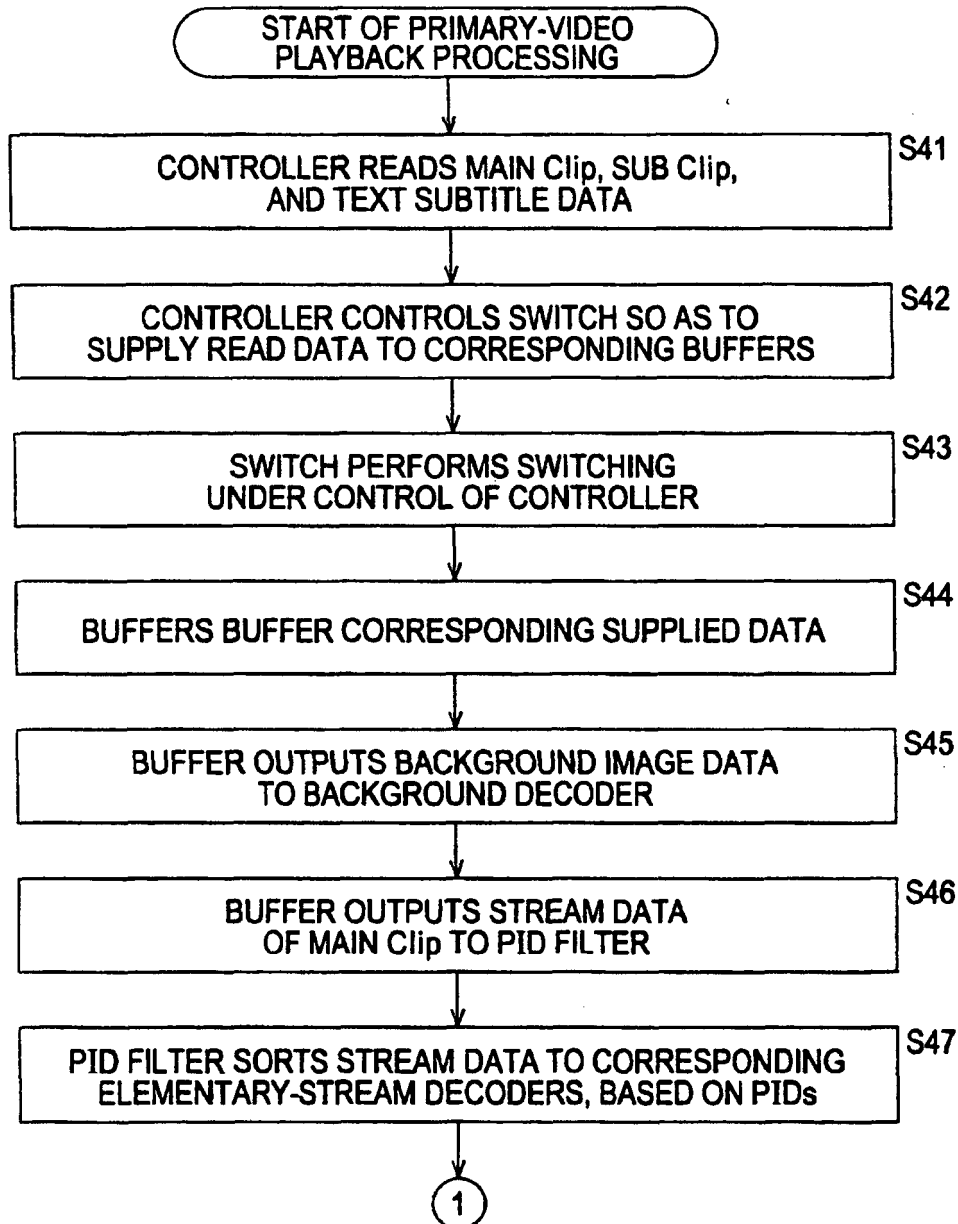 START OF PRIMARY-VIDEO
PLAYBACK PROCESSING
S41
CONTROLLER READS MAIN Clip, SUB Clip,
AND TEXT SUBTITLE DATA
S42
CONTROLLER CONTROLS SWITCH SO AS TO
SUPPLY READ DATA TO CORRESPONDING BUFFERS
S43
SWITCH PERFORMS SWITCHING
UNDER CONTROL OF CONTROLLER
S44
BUFFERS BUFFER CORRESPONDING SUPPLIED DATA
S45
BUFFER OUTPUTS BACKGROUND IMAGE DATA
TO BACKGROUND DECODER
S46
BUFFER OUTPUTS STREAM DATA
OF MAIN Clip TO PID FILTER
S47
PID FILTER SORTS STREAM DATA TO CORRESPONDING
ELEMENTARY-STREAM DECODERS, BASED ON PIDs
1